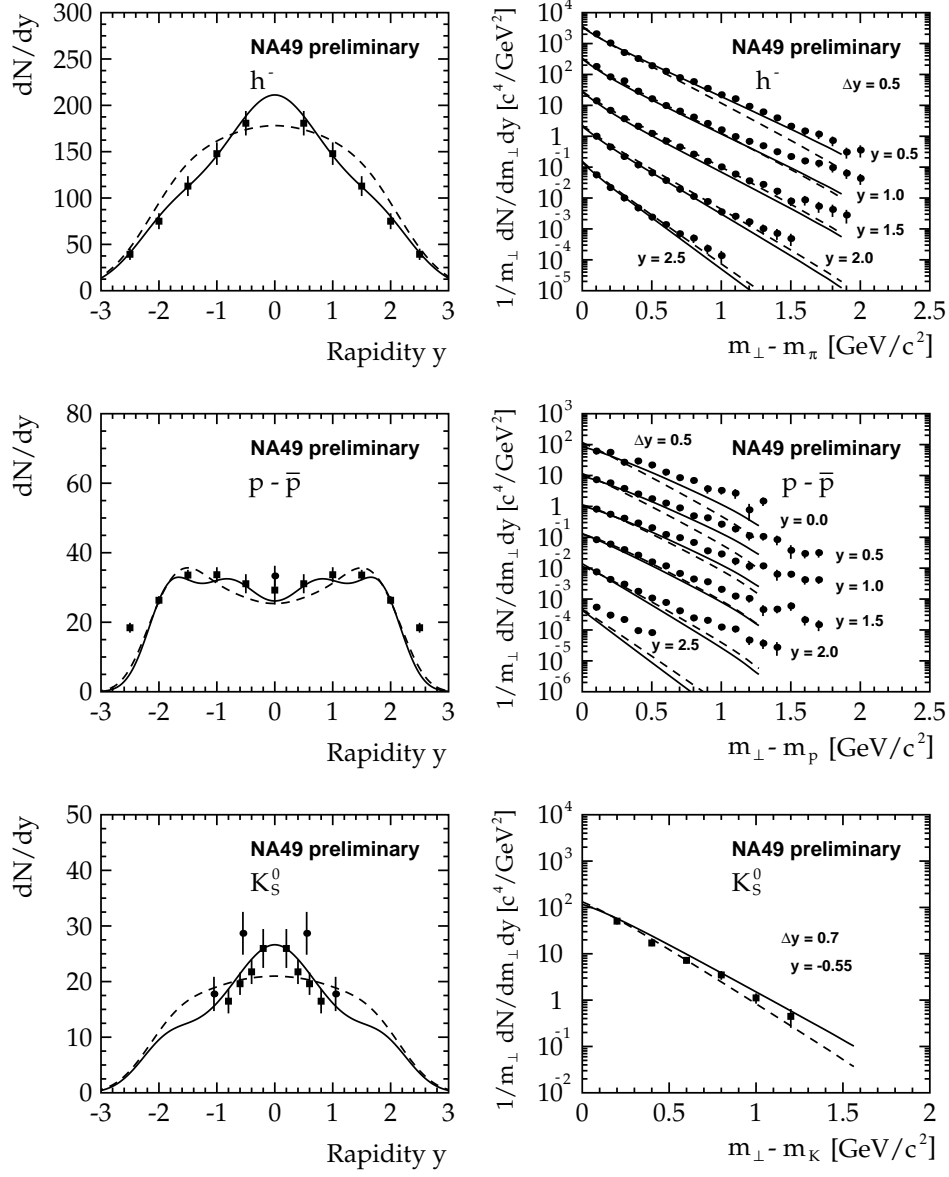 dN/dy
300
250
200
150
100
50
0
NA49 preliminary
h-
-3 -2 -1 0 1 2 3
Rapidity y
1/m⊥ dN/dm⊥dy [c⁴/GeV²]
10⁴
10³
10²
10
1
10⁻¹
10⁻²
10⁻³
10⁻⁴
10⁻⁵
NA49 preliminary
h-
Δy = 0.5
y = 0.5
y = 1.0
y = 1.5
y = 2.0
y = 2.5
0 0.5 1 1.5 2 2.5
m⊥ - mπ [GeV/c²]
dN/dy
80
60
40
20
0
NA49 preliminary
p - p̅
-3 -2 -1 0 1 2 3
Rapidity y
1/m⊥ dN/dm⊥dy [c⁴/GeV²]
10³
10²
10
1
10⁻¹
10⁻²
10⁻³
10⁻⁴
10⁻⁵
10⁻⁶
Δy = 0.5
NA49 preliminary
p - p̅
y = 0.0
y = 0.5
y = 1.0
y = 1.5
y = 2.0
y = 2.5
0 0.5 1 1.5 2 2.5
m⊥ - mp [GeV/c²]
dN/dy
50
40
30
20
10
0
NA49 preliminary
K⁰S
-3 -2 -1 0 1 2 3
Rapidity y
1/m⊥ dN/dm⊥dy [c⁴/GeV²]
10⁴
10³
10²
10
1
10⁻¹
10⁻²
NA49 preliminary
K⁰S
Δy = 0.7
y = -0.55
0 0.5 1 1.5 2
m⊥ - mK [GeV/c²]